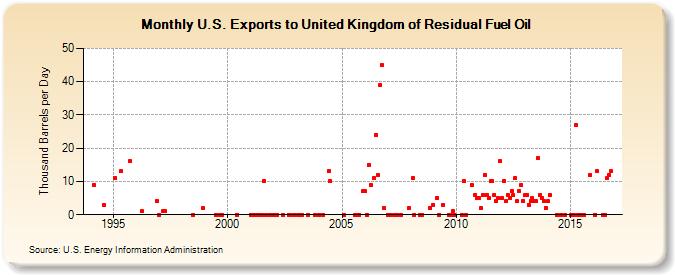 Monthly U.S. Exports to United Kingdom of Residual Fuel Oil
Thousand Barrels per Day
50
40
30
20
10
0
1995 2000 2005 2010 2015
Source: U.S. Energy Information Administration